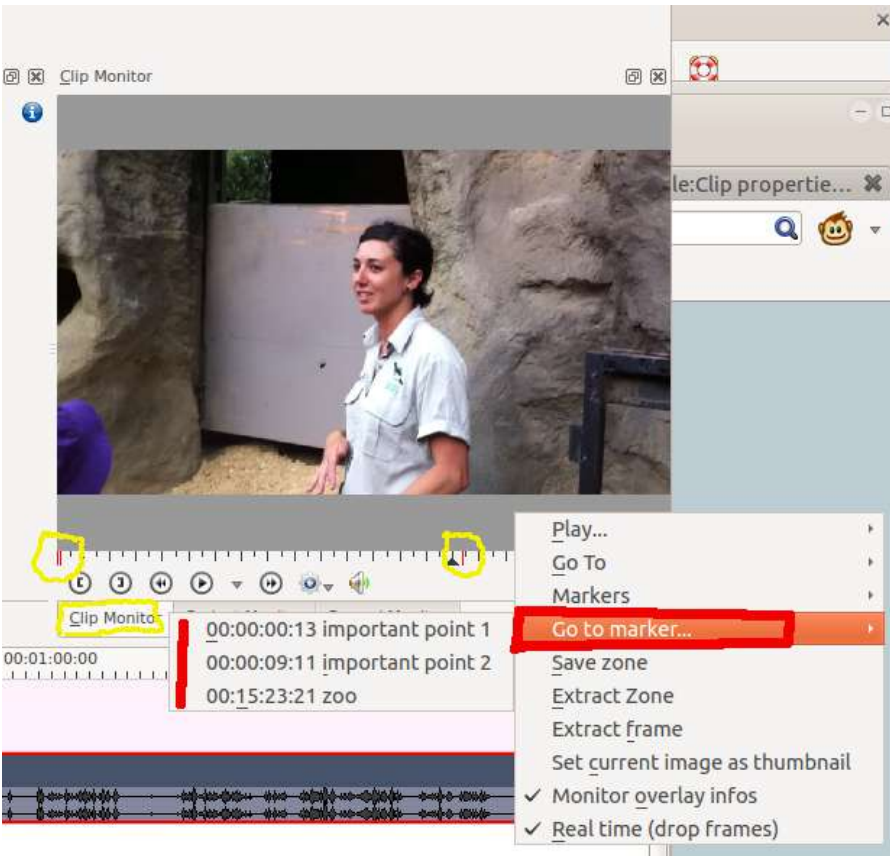 Clip Monitor
le:Clip propertie...
Clip Monitor
00:01:00:00
00:00:00:13 important point 1
00:00:09:11 important point 2
00:15:23:21 zoo
Play...
Go To
Markers
Go to marker...
Save zone
Extract Zone
Extract frame
Set current image as thumbnail
Monitor overlay infos
Real time (drop frames)